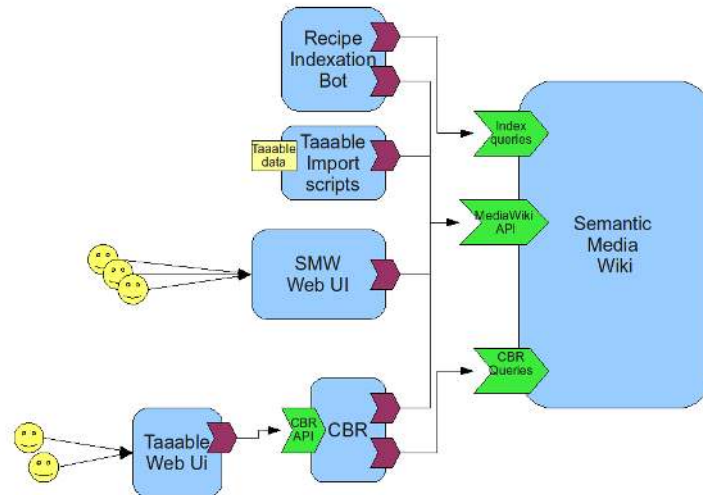 Recipe
Indexation
Bot
Taaable
data
Taaable
Import
scripts
Index
queries
MediaWiki
API
Semantic
Media
Wiki
SMW
Web UI
CBR
Queries
Taaable
Web Ui
CBR
API
CBR